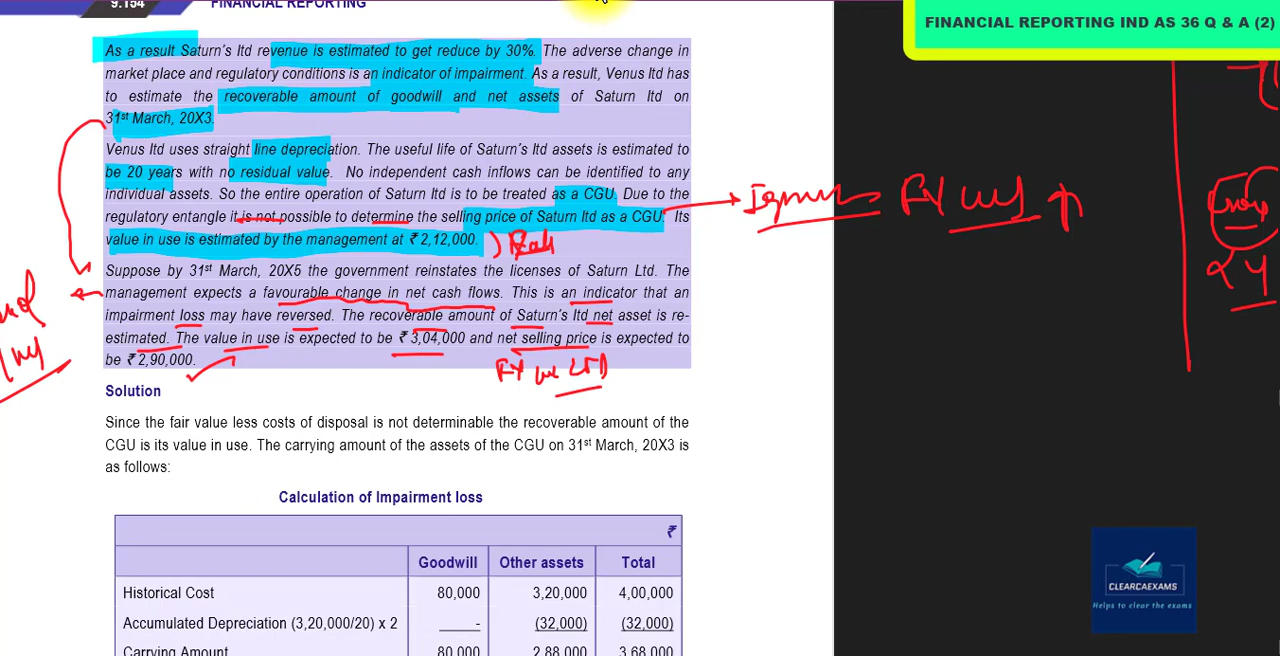 9.154 FINANCIAL REPORTING
FINANCIAL REPORTING IND AS 36 Q & A (2)
As a result Saturn's ltd revenue is estimated to get reduce by 30%. The adverse change in
market place and regulatory conditions is an indicator of impairment. As a result, Venus ltd has
to estimate the recoverable amount of goodwill and net assets of Saturn ltd on
31st March, 20X3.
Venus ltd uses straight line depreciation. The useful life of Saturn's ltd assets is estimated to
be 20 years with no residual value. No independent cash inflows can be identified to any
individual assets. So the entire operation of Saturn ltd is to be treated as a CGU. Due to the
regulatory entangle it is not possible to determine the selling price of Saturn ltd as a CGU. Its
value in use is estimated by the management at ₹ 2,12,000.
Suppose by 31st March, 20X5 the government reinstates the licenses of Saturn Ltd. The
management expects a favourable change in net cash flows. This is an indicator that an
impairment loss may have reversed. The recoverable amount of Saturn's ltd net asset is re-
estimated. The value in use is expected to be ₹ 3,04,000 and net selling price is expected to
be ₹ 2,90,000.
Solution
Since the fair value less costs of disposal is not determinable the recoverable amount of the
CGU is its value in use. The carrying amount of the assets of the CGU on 31st March, 20X3 is
as follows:
Calculation of Impairment loss
₹
Goodwill Other assets Total
Historical Cost 80,000 3,20,000 4,00,000
Accumulated Depreciation (3,20,000/20) x 2 - (32,000) (32,000)
Carrying Amount 80,000 2,88,000 3,68,000
CLEARCAEXAMS
Helps to clear the exams